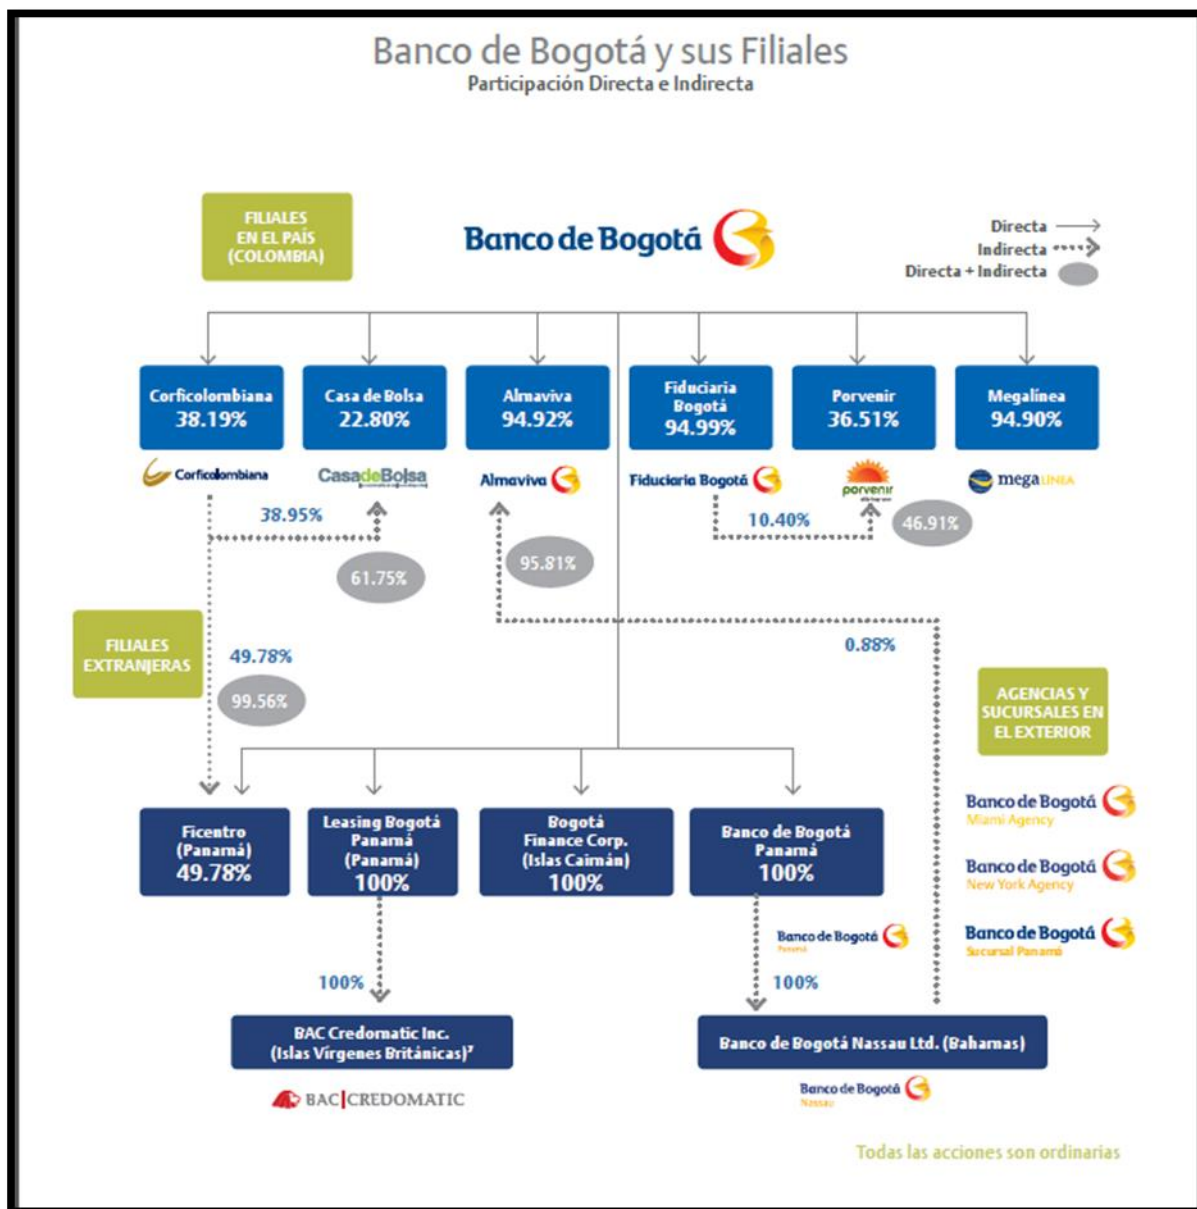 Banco de Bogotá y sus Filiales
Participación Directa e Indirecta
FILIALES
EN EL PAÍS
(COLOMBIA)
Banco de Bogotá
Directa
Indirecta
Directa + Indirecta
Corficolombiana
38.19%
Casa de Bolsa
22.80%
Almaviva
94.92%
Fiduciaria
Bogotá
94.99%
Porvenir
36.51%
Megalínea
94.90%
Corficolombiana
CasadeBolsa
Almaviva
Fiduciaria Bogotá
porvenir
megaLÍNEA
38.95%
10.40%
46.91%
61.75%
95.81%
FILIALES
EXTRANJERAS
49.78%
99.56%
0.88%
AGENCIAS Y
SUCURSALES EN
EL EXTERIOR
Banco de Bogotá
Miami Agency
Banco de Bogotá
New York Agency
Banco de Bogotá
Sucursal Panamá
Ficentro
(Panamá)
49.78%
Leasing Bogotá
Panamá
(Panamá)
100%
Bogotá
Finance Corp.
(Islas Caimán)
100%
Banco de Bogotá
Panamá
100%
Banco de Bogotá
Panamá
100%
100%
BAC Credomatic Inc.
(Islas Vírgenes Británicas)⁷
Banco de Bogotá Nassau Ltd. (Bahamas)
BAC|CREDOMATIC
Banco de Bogotá
Nassau
Todas las acciones son ordinarias